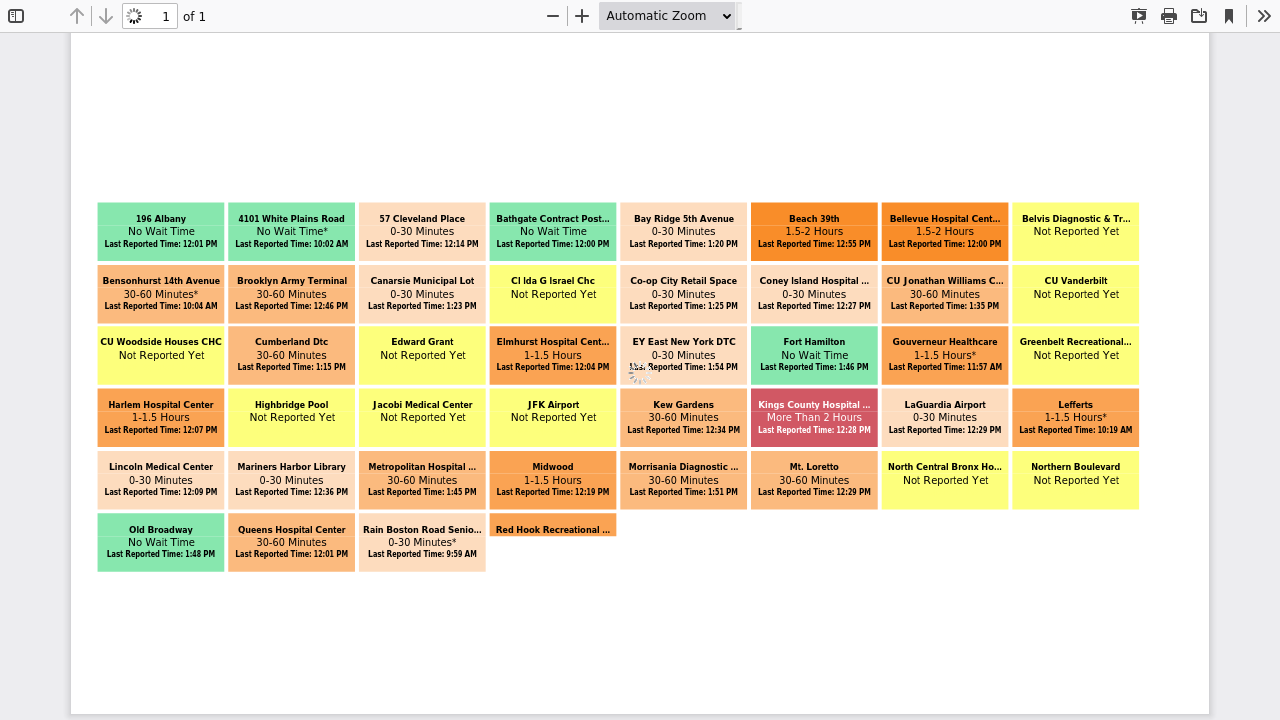 1 of 1 Automatic Zoom
196 Albany
No Wait Time
Last Reported Time: 12:01 PM
4101 White Plains Road
No Wait Time*
Last Reported Time: 10:02 AM
57 Cleveland Place
0-30 Minutes
Last Reported Time: 12:14 PM
Bathgate Contract Post...
No Wait Time
Last Reported Time: 12:00 PM
Bay Ridge 5th Avenue
0-30 Minutes
Last Reported Time: 1:20 PM
Beach 39th
1.5-2 Hours
Last Reported Time: 12:55 PM
Bellevue Hospital Cent...
1.5-2 Hours
Last Reported Time: 12:00 PM
Belvis Diagnostic & Tr...
Not Reported Yet
Bensonhurst 14th Avenue
30-60 Minutes*
Last Reported Time: 10:04 AM
Brooklyn Army Terminal
30-60 Minutes
Last Reported Time: 12:46 PM
Canarsie Municipal Lot
0-30 Minutes
Last Reported Time: 1:23 PM
Cl Ida G Israel Chc
Not Reported Yet
Co-op City Retail Space
0-30 Minutes
Last Reported Time: 1:25 PM
Coney Island Hospital ...
0-30 Minutes
Last Reported Time: 12:27 PM
CU Jonathan Williams C...
30-60 Minutes
Last Reported Time: 1:35 PM
CU Vanderbilt
Not Reported Yet
CU Woodside Houses CHC
Not Reported Yet
Cumberland Dtc
30-60 Minutes
Last Reported Time: 1:15 PM
Edward Grant
Not Reported Yet
Elmhurst Hospital Cent...
1-1.5 Hours
Last Reported Time: 12:04 PM
EY East New York DTC
0-30 Minutes
Reported Time: 1:54 PM
Fort Hamilton
No Wait Time
Last Reported Time: 1:46 PM
Gouverneur Healthcare
1-1.5 Hours*
Last Reported Time: 11:57 AM
Greenbelt Recreational...
Not Reported Yet
Harlem Hospital Center
1-1.5 Hours
Last Reported Time: 12:07 PM
Highbridge Pool
Not Reported Yet
Jacobi Medical Center
Not Reported Yet
JFK Airport
Not Reported Yet
Kew Gardens
30-60 Minutes
Last Reported Time: 12:34 PM
Kings County Hospital ...
More Than 2 Hours
Last Reported Time: 12:28 PM
LaGuardia Airport
0-30 Minutes
Last Reported Time: 12:29 PM
Lefferts
1-1.5 Hours*
Last Reported Time: 10:19 AM
Lincoln Medical Center
0-30 Minutes
Last Reported Time: 12:09 PM
Mariners Harbor Library
0-30 Minutes
Last Reported Time: 12:36 PM
Metropolitan Hospital ...
30-60 Minutes
Last Reported Time: 1:45 PM
Midwood
1-1.5 Hours
Last Reported Time: 12:19 PM
Morrisania Diagnostic ...
30-60 Minutes
Last Reported Time: 1:51 PM
Mt. Loretto
30-60 Minutes
Last Reported Time: 12:29 PM
North Central Bronx Ho...
Not Reported Yet
Northern Boulevard
Not Reported Yet
Old Broadway
No Wait Time
Last Reported Time: 1:48 PM
Queens Hospital Center
30-60 Minutes
Last Reported Time: 12:01 PM
Rain Boston Road Senio...
0-30 Minutes*
Last Reported Time: 9:59 AM
Red Hook Recreational ...